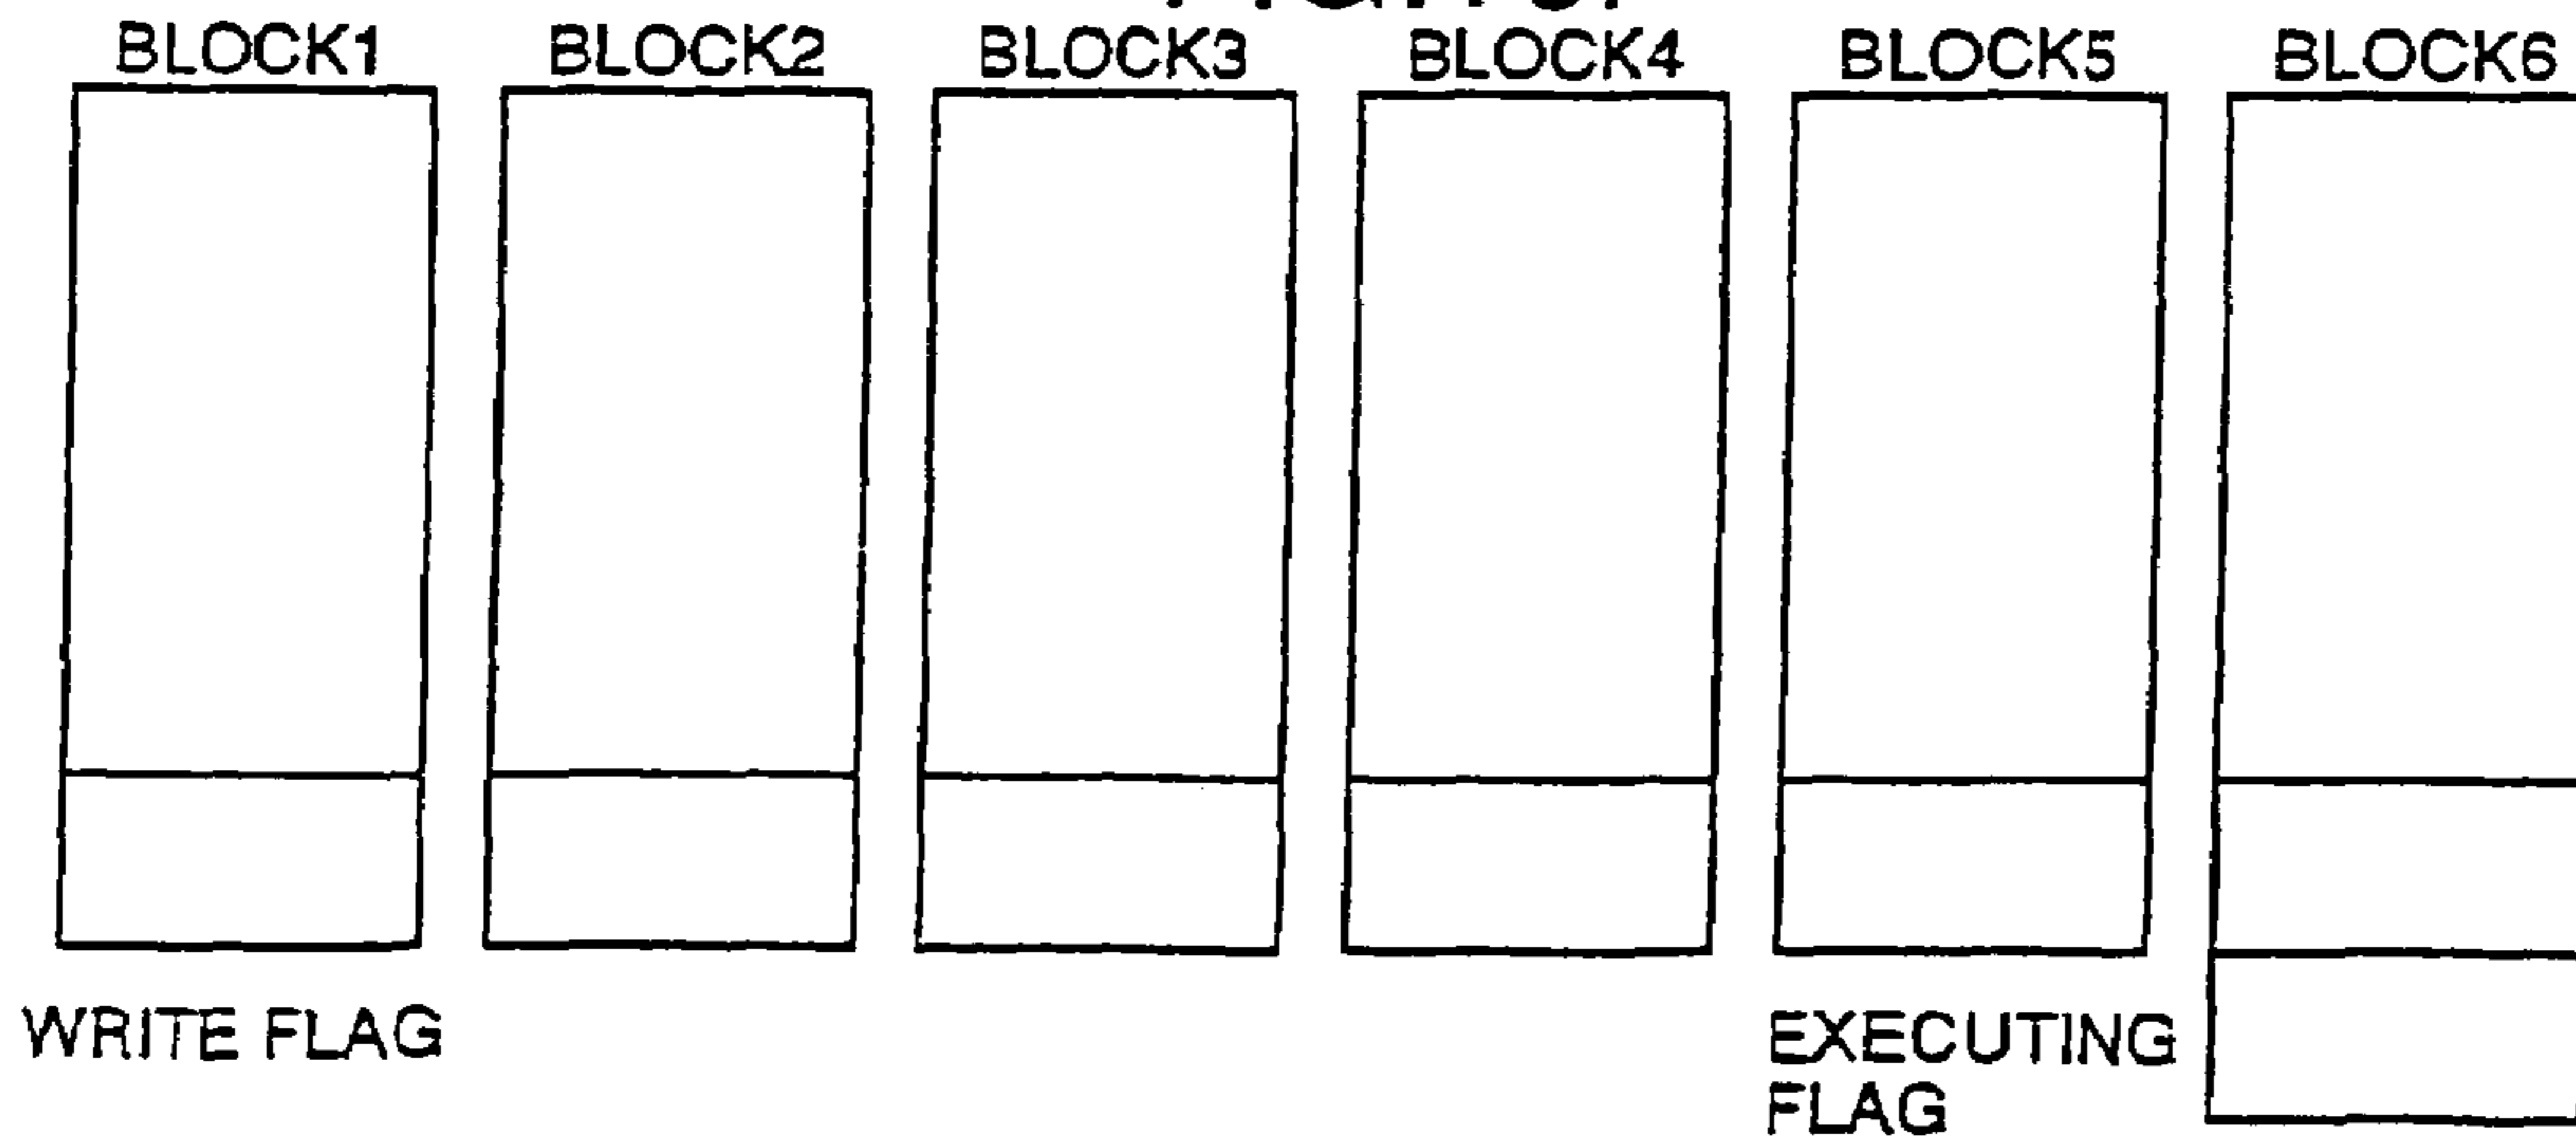 BLOCK1 BLOCK2 BLOCK3 BLOCK4 BLOCK5 BLOCK6
WRITE FLAG
EXECUTING
FLAG